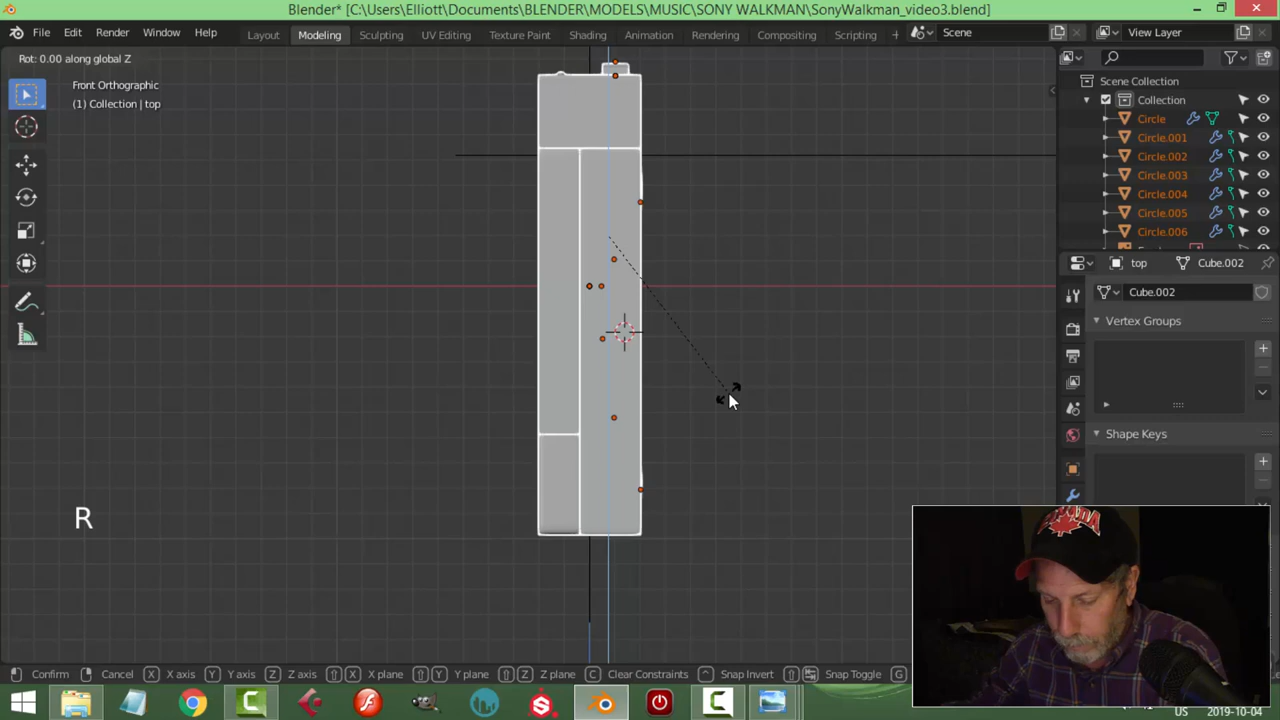 Blender* [C:\Users\Elliott\Documents\BLENDER\MODELS\MUSIC\SONY WALKMAN\SonyWalkman_video3.blend]
File Edit Render Window Help Layout Modeling Sculpting UV Editing Texture Paint Shading Animation Rendering Compositing Scripting + Scene View Layer
Rot: 0.00 along global Z
Front Orthographic
(1) Collection | top
Scene Collection
Collection
Circle
Circle.001
Circle.002
Circle.003
Circle.004
Circle.005
Circle.006
top Cube.002
Cube.002
Vertex Groups
Shape Keys
R
Confirm Cancel X X axis Y Y axis Z Z axis X X plane Y Y plane Z Z plane C Clear Constraints Snap Invert Snap Toggle G
US 2019-10-04